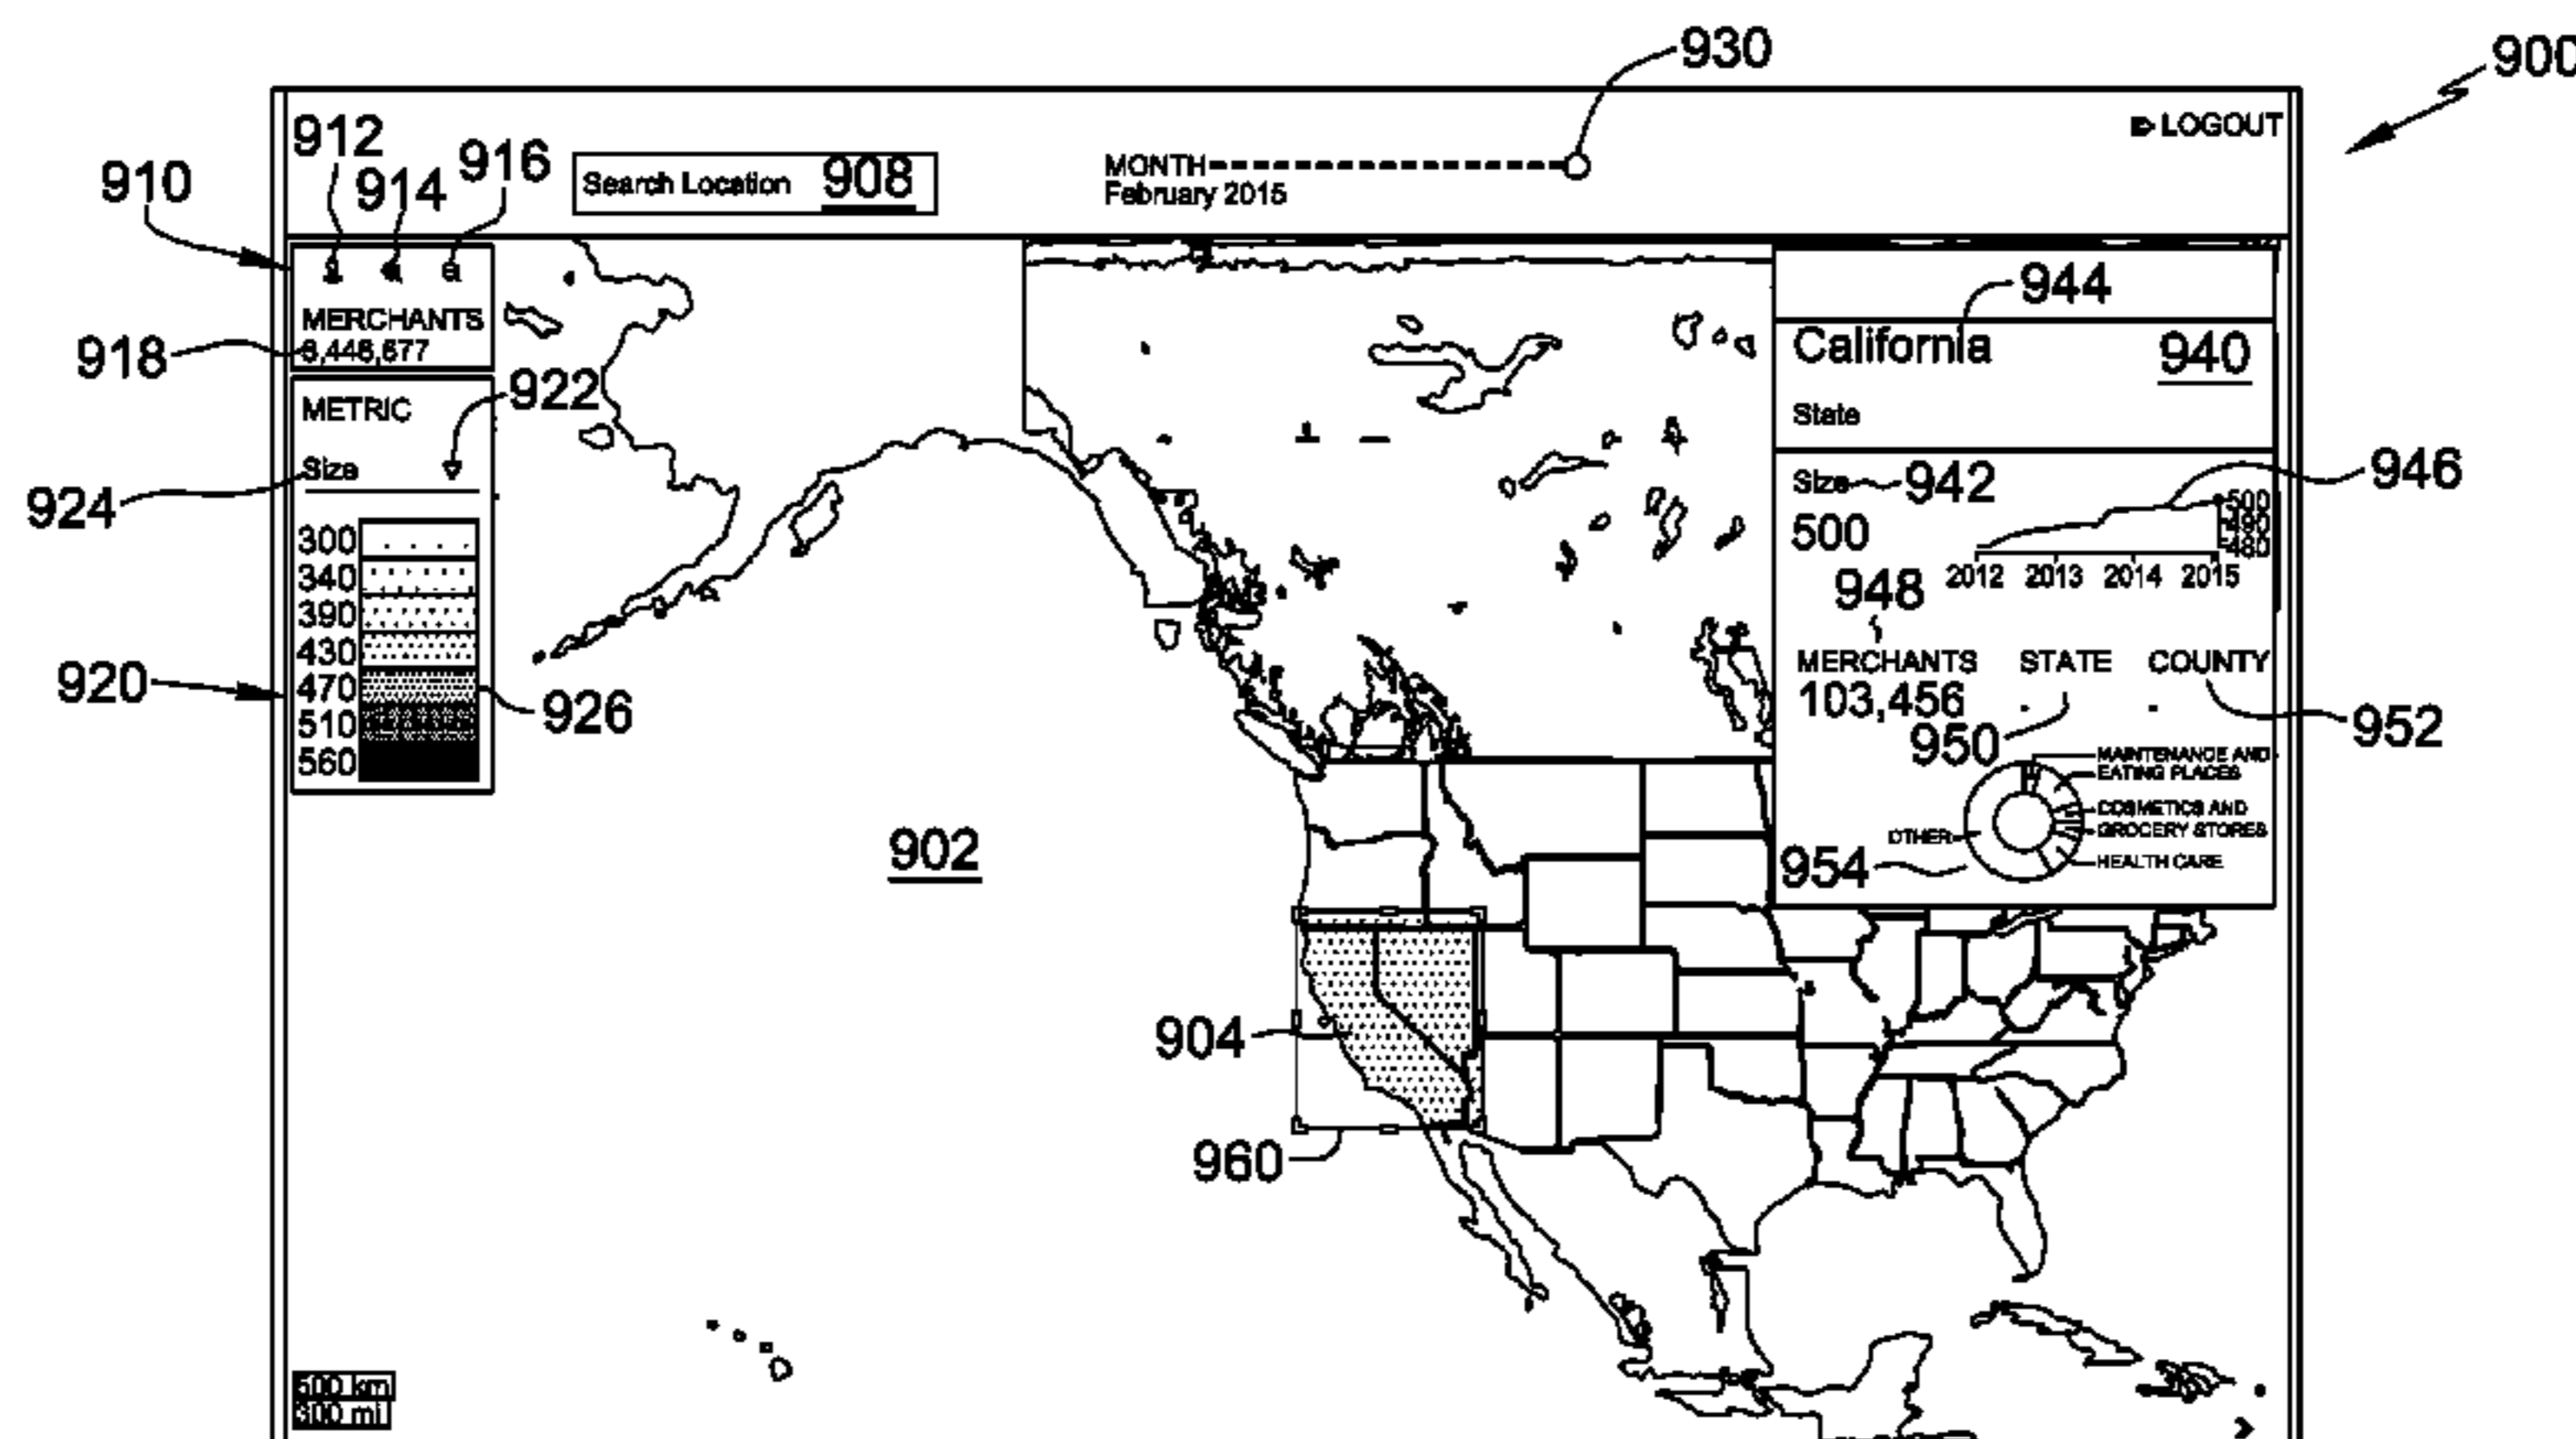 930
900
LOGOUT
912
914
916
910
Search Location 908
MONTH
February 2015
MERCHANTS
918
METRIC
922
Size
924
300
340
390
430
470
510
560
920
926
944
California 940
State
Size 942
946
500
500
490
480
2012 2013 2014 2015
948
MERCHANTS STATE COUNTY
103,456
950
952
MAINTENANCE AND
EATING PLACES
COSMETICS AND
GROCERY STORES
OTHER
HEALTH CARE
954
902
904
960
500 km
300 mi